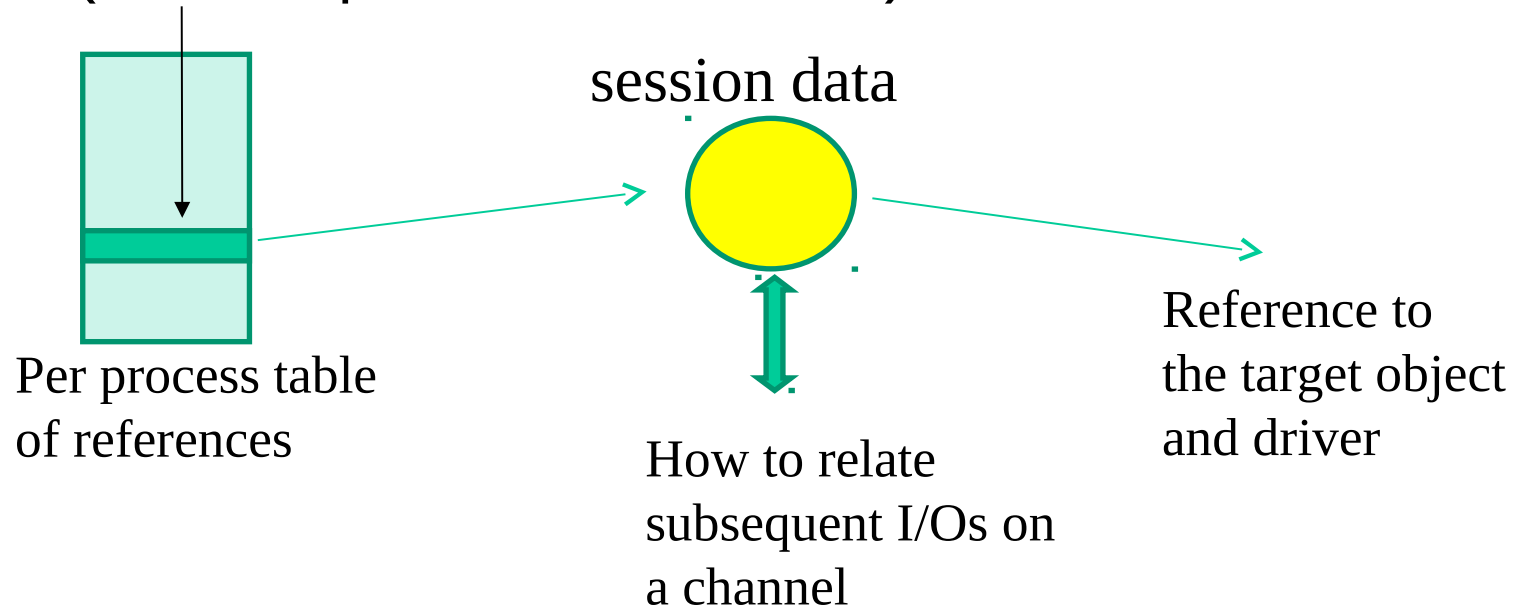 session data
Per process table
of references
How to relate
subsequent I/Os on
a channel
Reference to
the target object
and driver